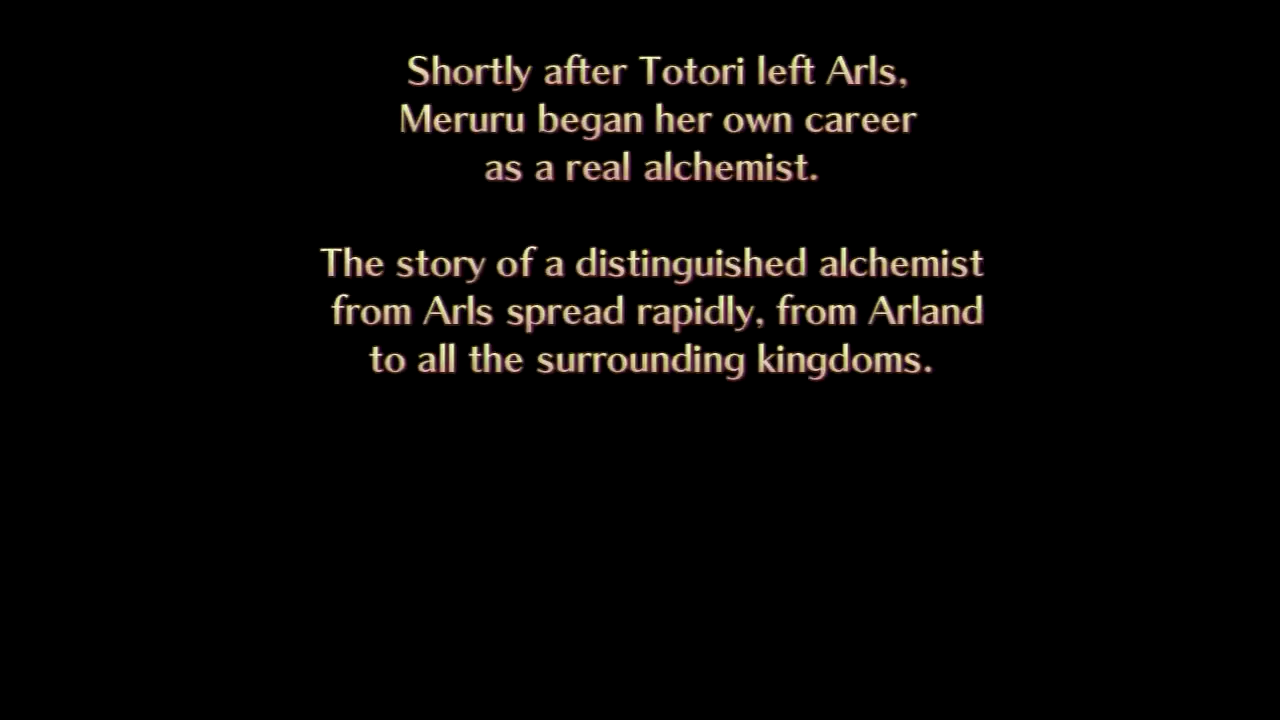 Shortly after Totori left Arls,
Meruru began her own career
as a real alchemist.
The story of a distinguished alchemist
from Arls spread rapidly, from Arland
to all the surrounding kingdoms.